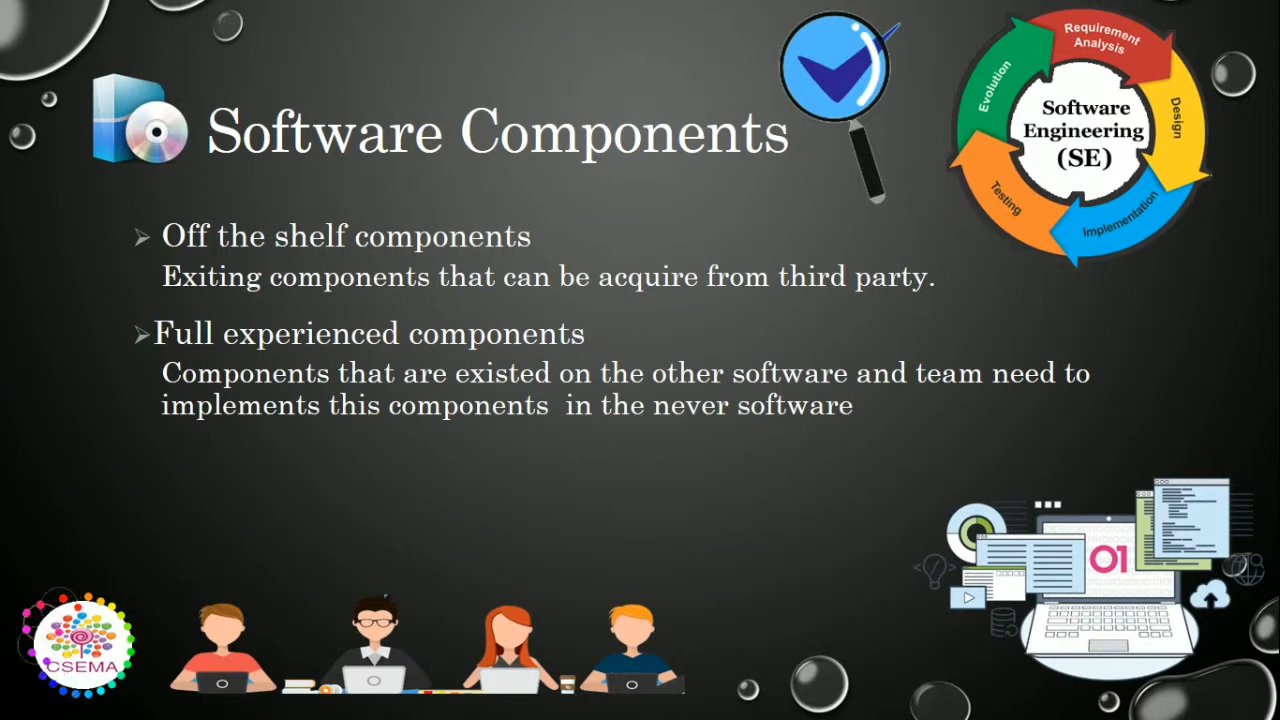 Software Components
Off the shelf components
Exiting components that can be acquire from third party.
Full experienced components
Components that are existed on the other software and team need to
implements this components in the never software
Requirement
Analysis
Design
Implementation
Testing
Evolution
Software
Engineering
(SE)
01
CSEMA